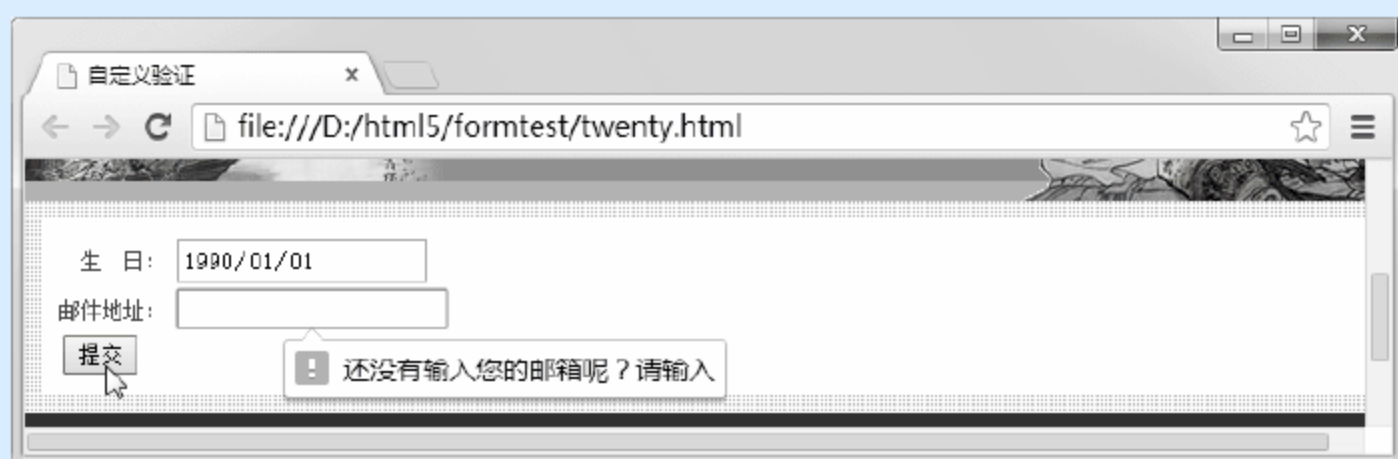 自定义验证
file:///D:/html5/formtest/twenty.html
生 日: 1990/01/01
邮件地址:
提交
还没有输入您的邮箱呢?请输入